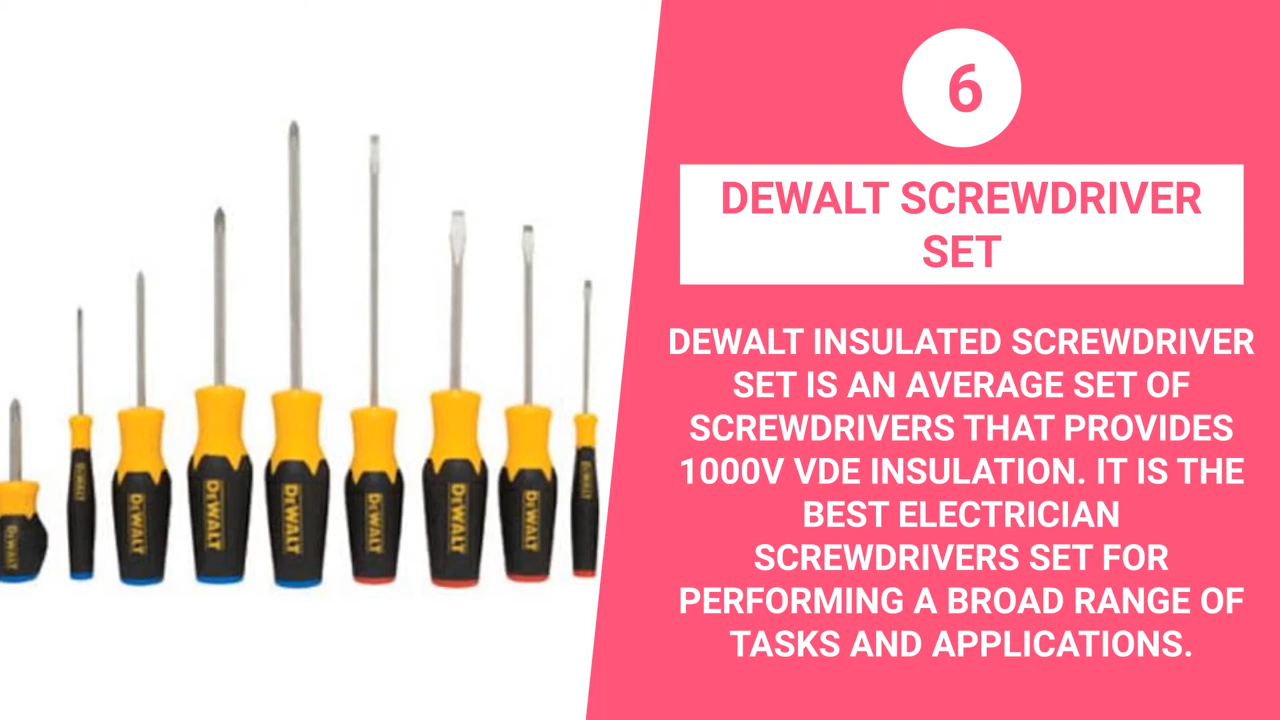 6
DEWALT SCREWDRIVER
SET
DEWALT INSULATED SCREWDRIVER
SET IS AN AVERAGE SET OF
SCREWDRIVERS THAT PROVIDES
1000V VDE INSULATION. IT IS THE
BEST ELECTRICIAN
SCREWDRIVERS SET FOR
PERFORMING A BROAD RANGE OF
TASKS AND APPLICATIONS.
DEWALT
DEWALT
DEWALT
DEWALT
DEWALT
DEWALT
DEWALT
DEWALT
DEWALT